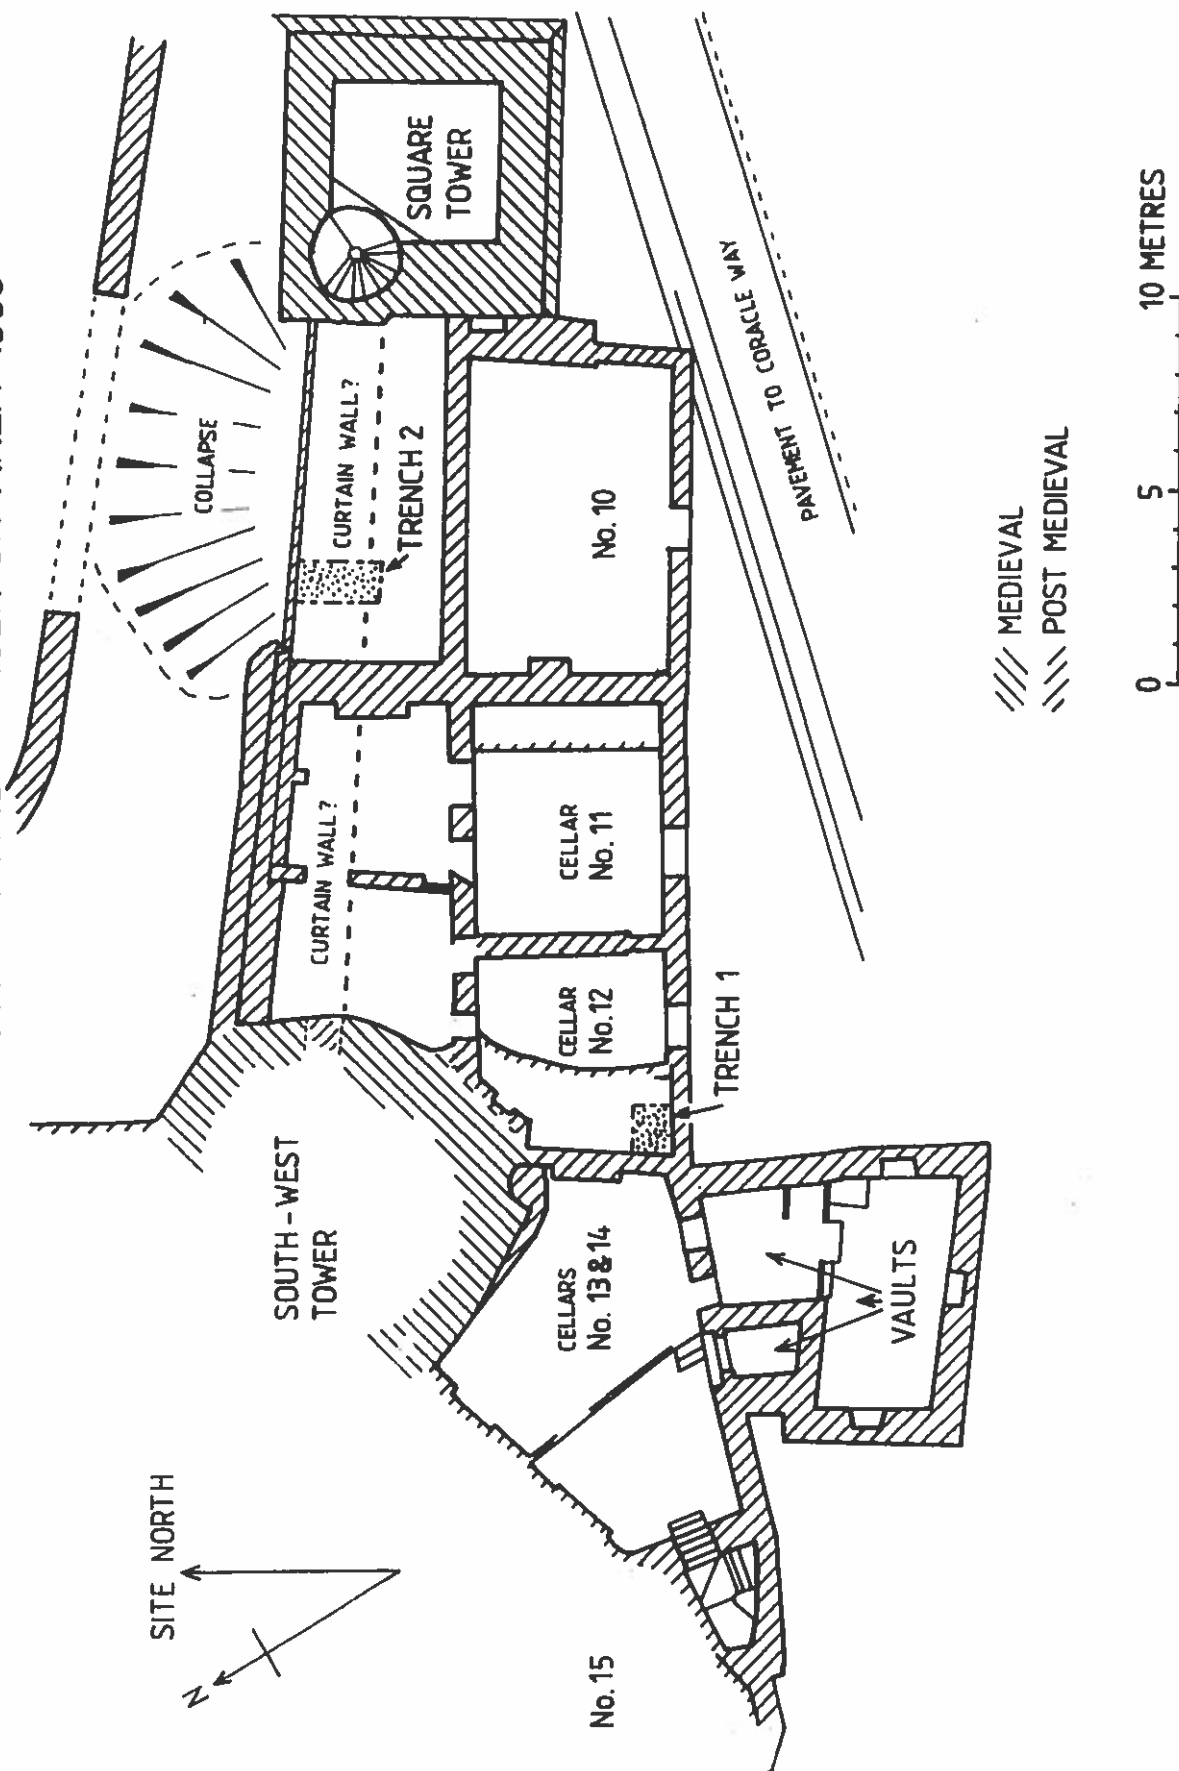 SITE NORTH
N
No.15
SOUTH-WEST
TOWER
CELLARS
No. 13 & 14
VAULTS
TRENCH 1
CELLAR
No.12
CELLAR
No. 11
CURTAIN WALL?
CURTAIN WALL?
TRENCH 2
COLLAPSE
No. 10
SQUARE
TOWER
PAVEMENT TO CORACLE WAY
MEDIEVAL
POST MEDIEVAL
0 5 10 METRES